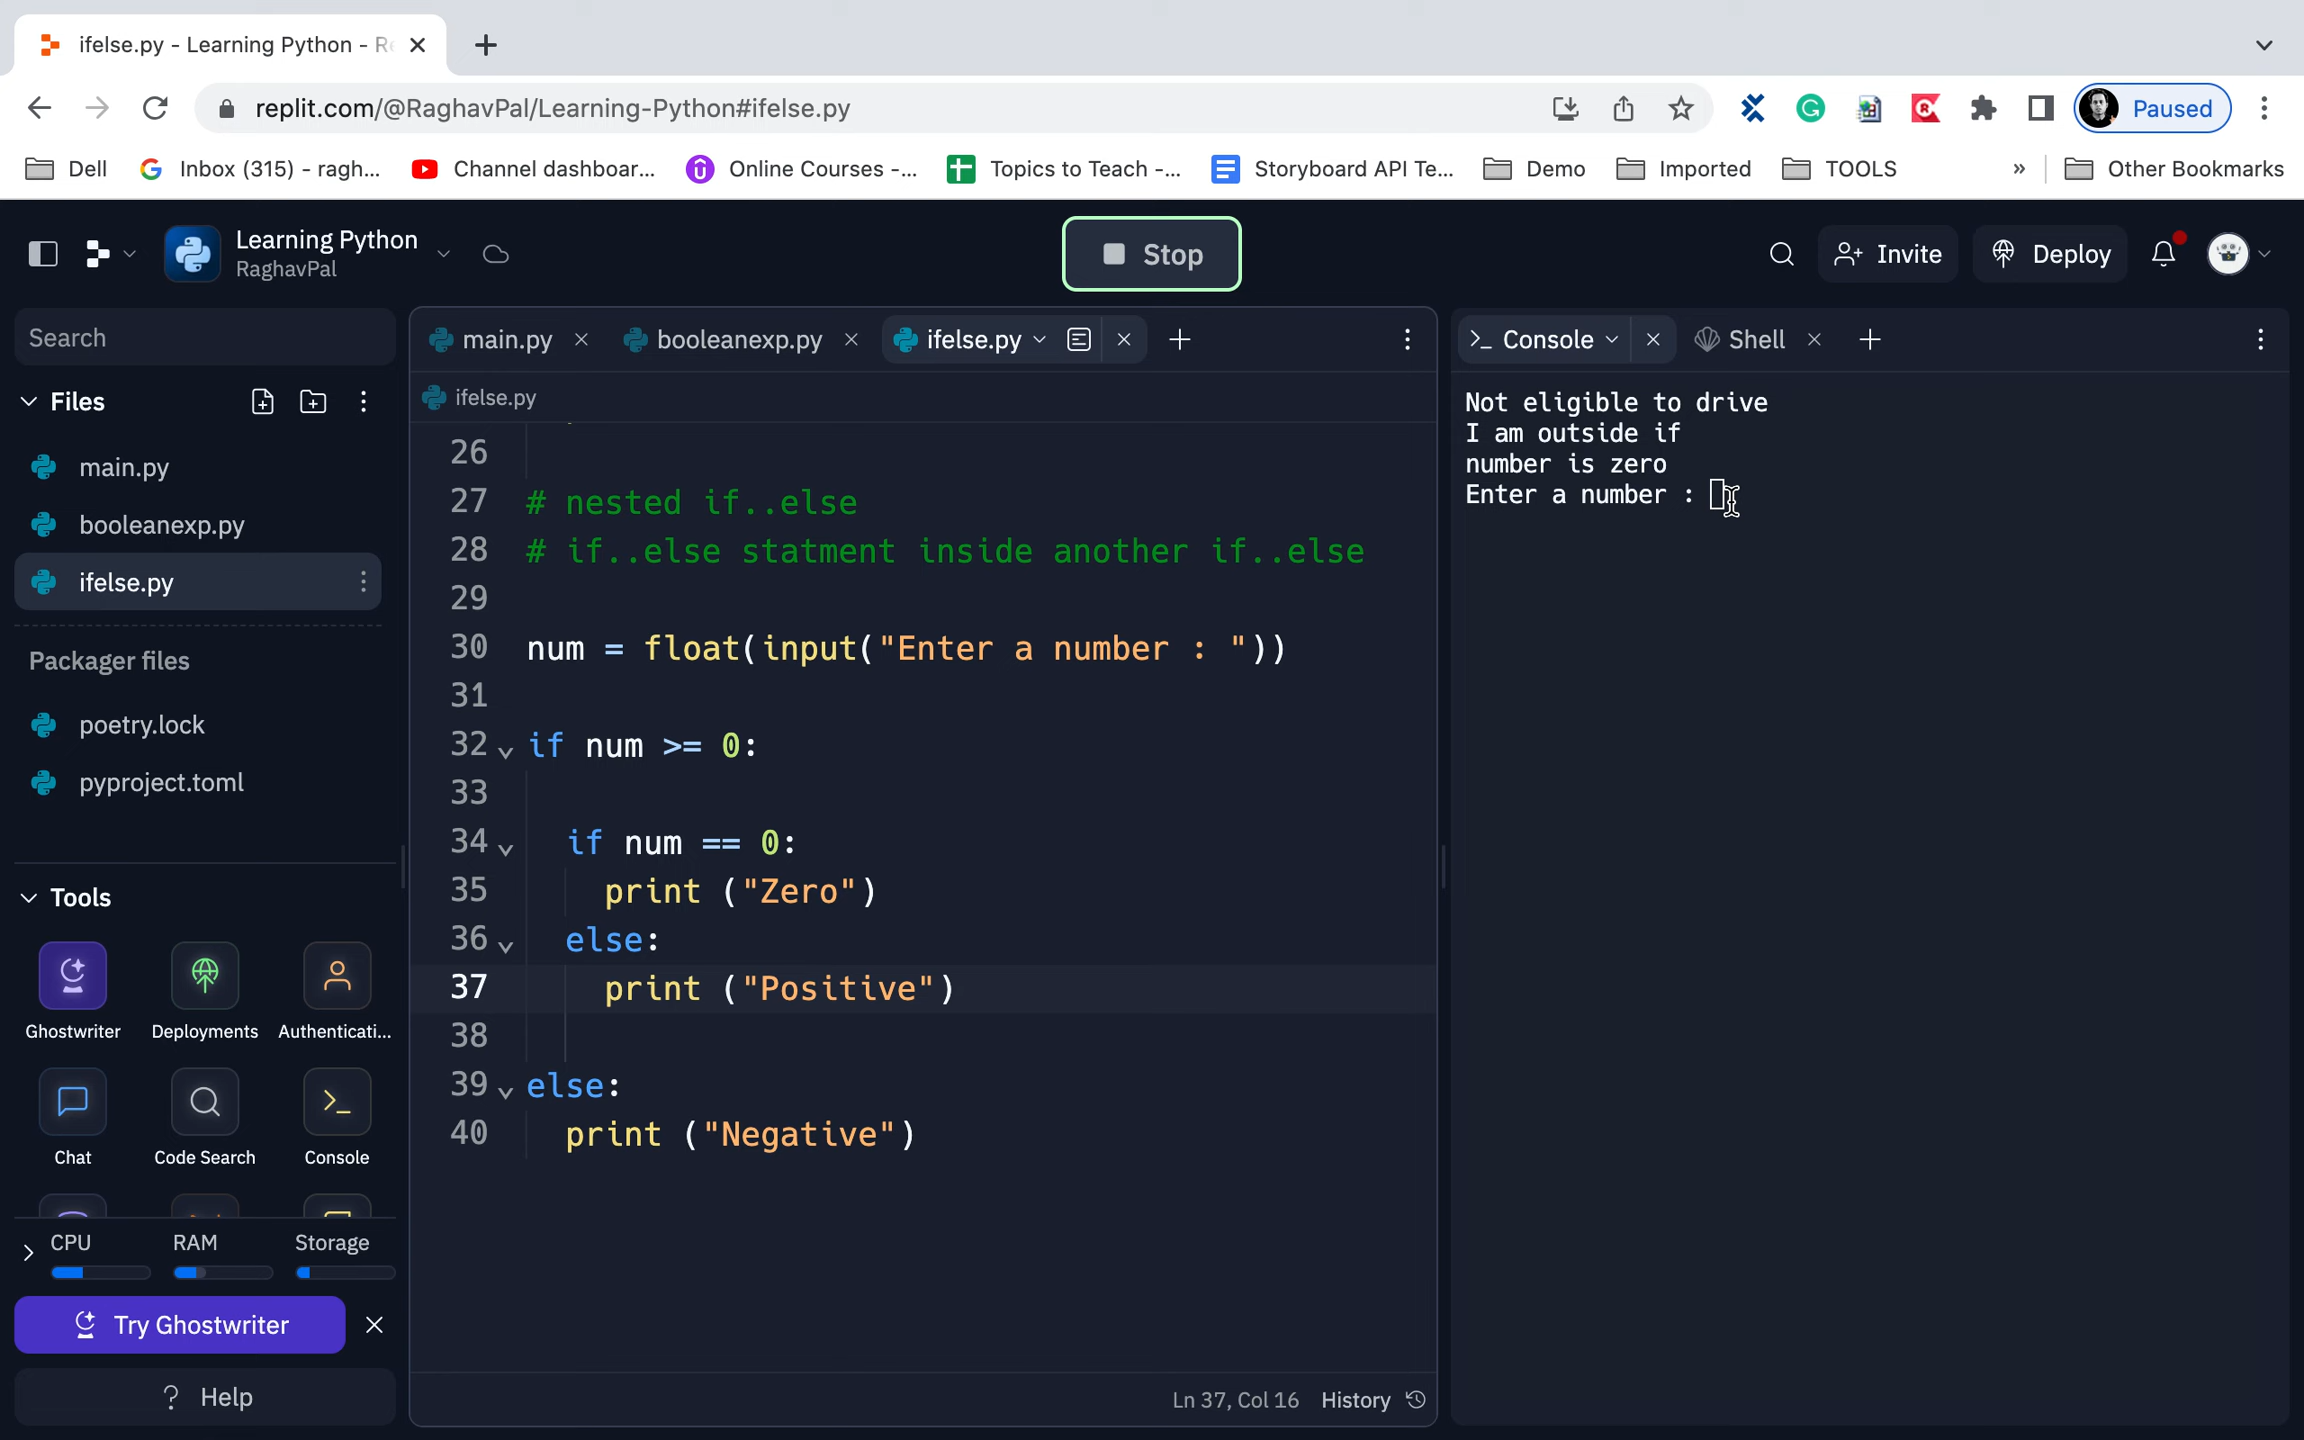 ifelse.py - Learning Python - Re
replit.com/@RaghavPal/Learning-Python#ifelse.py
Paused
Dell
Inbox (315) - ragh...
Channel dashboar...
Online Courses -...
Topics to Teach -...
Storyboard API Te...
Demo
Imported
TOOLS
»
Other Bookmarks
Learning Python
RaghavPal
Stop
Invite
Deploy
Search
Files
main.py
booleanexp.py
ifelse.py
Packager files
poetry.lock
pyproject.toml
Tools
Ghostwriter
Deployments
Authenticati...
Chat
Code Search
Console
CPU
RAM
Storage
Try Ghostwriter
? Help
main.py
booleanexp.py
ifelse.py
ifelse.py
26
27 # nested if..else
28 # if..else statment inside another if..else
29
30 num = float(input("Enter a number : "))
31
32 if num >= 0:
33
34 if num == 0:
35 print ("Zero")
36 else:
37 print ("Positive")
38
39 else:
40 print ("Negative")
Ln 37, Col 16
History
>_ Console
Shell
Not eligible to drive
I am outside if
number is zero
Enter a number :